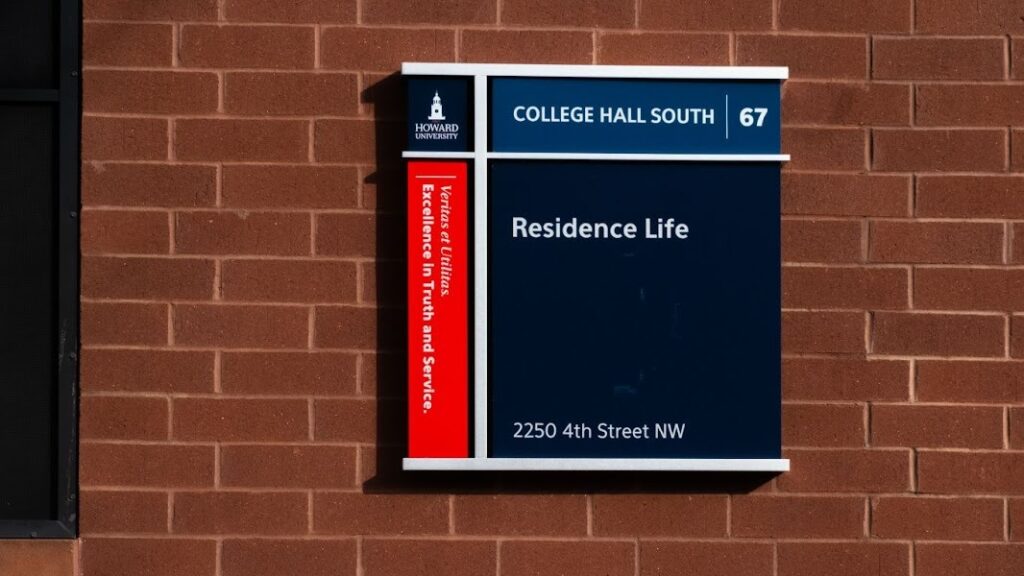 HOWARD
UNIVERSITY
COLLEGE HALL SOUTH 67
Veritas et Utilitas.
Excellence in Truth and Service.
Residence Life
2250 4th Street NW